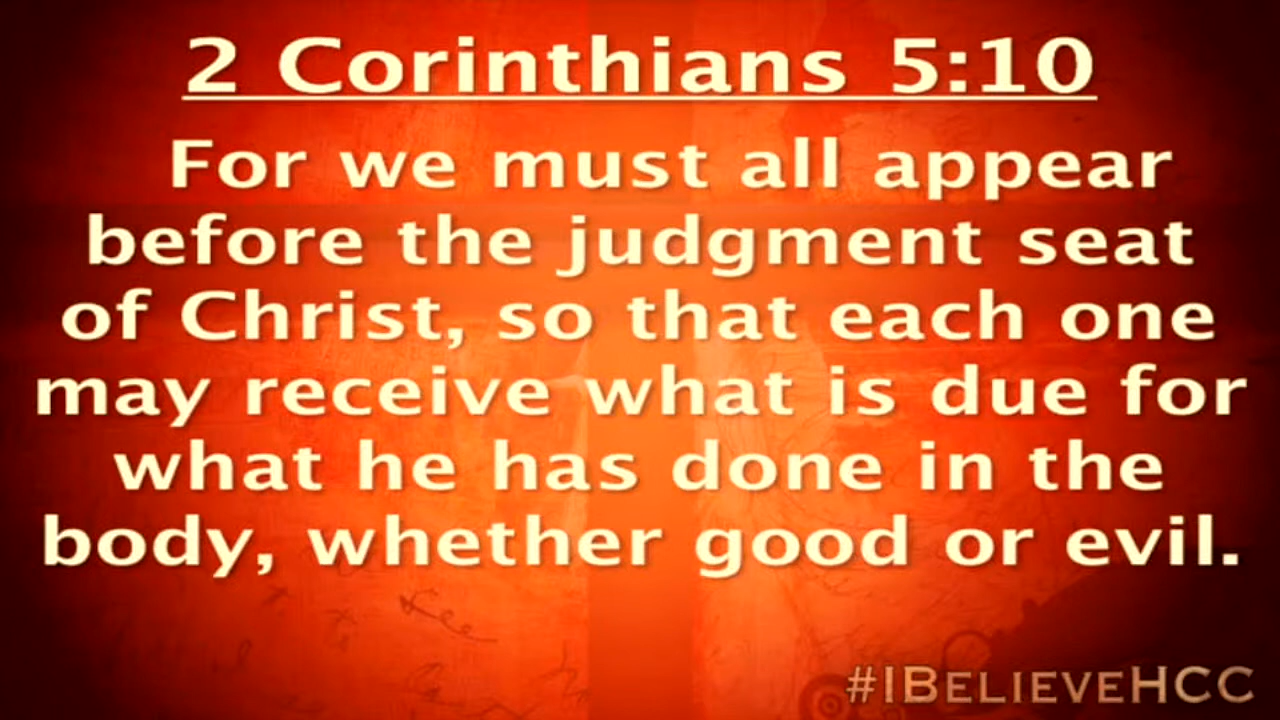 2 Corinthians 5:10
For we must all appear
before the judgment seat
of Christ, so that each one
may receive what is due for
what he has done in the
body, whether good or evil.
#IBelieveHCC